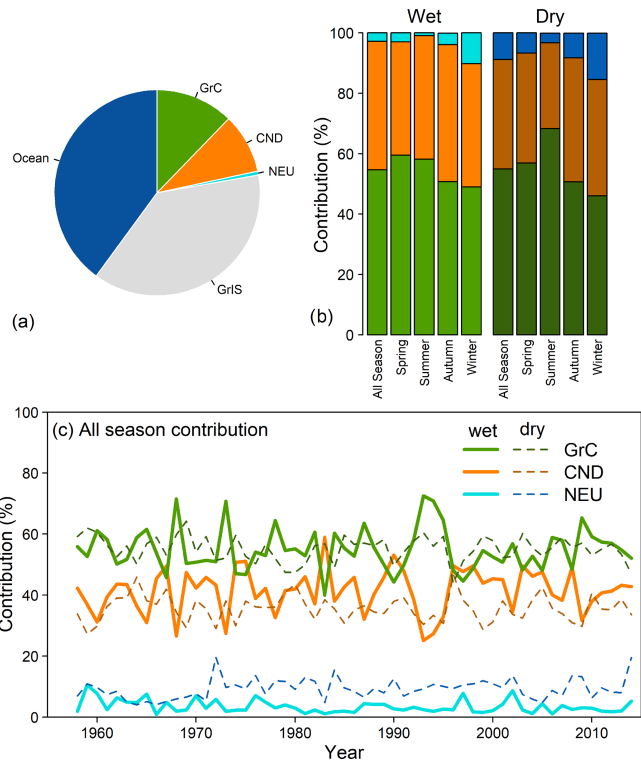 (a)
GrC
CND
NEU
GrIS
Ocean
(b)
Wet Dry
Contribution (%)
100
80
60
40
20
0
All Season
Spring
Summer
Autumn
Winter
All Season
Spring
Summer
Autumn
Winter
(c) All season contribution
wet dry
GrC
CND
NEU
Contribution (%)
100
80
60
40
20
0
1960 1970 1980 1990 2000 2010
Year